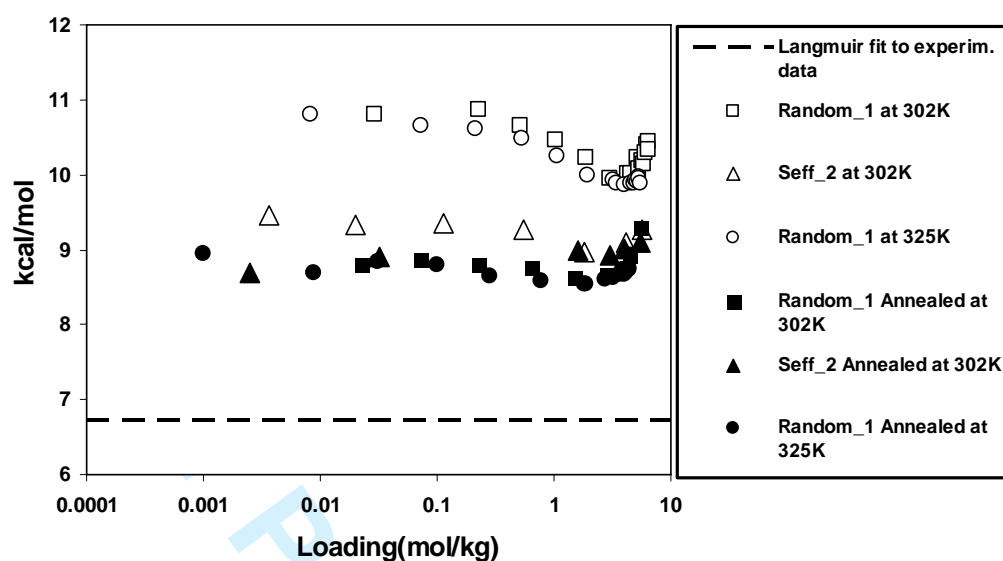 12
11
10
9
8
7
6
kcal/mol
0.0001
0.001
0.01
0.1
1
10
Loading(mol/kg)
Langmuir fit to experim.
data
Random_1 at 302K
Seff_2 at 302K
Random_1 at 325K
Random_1 Annealed at
302K
Seff_2 Annealed at 302K
Random_1 Annealed at
325K
P